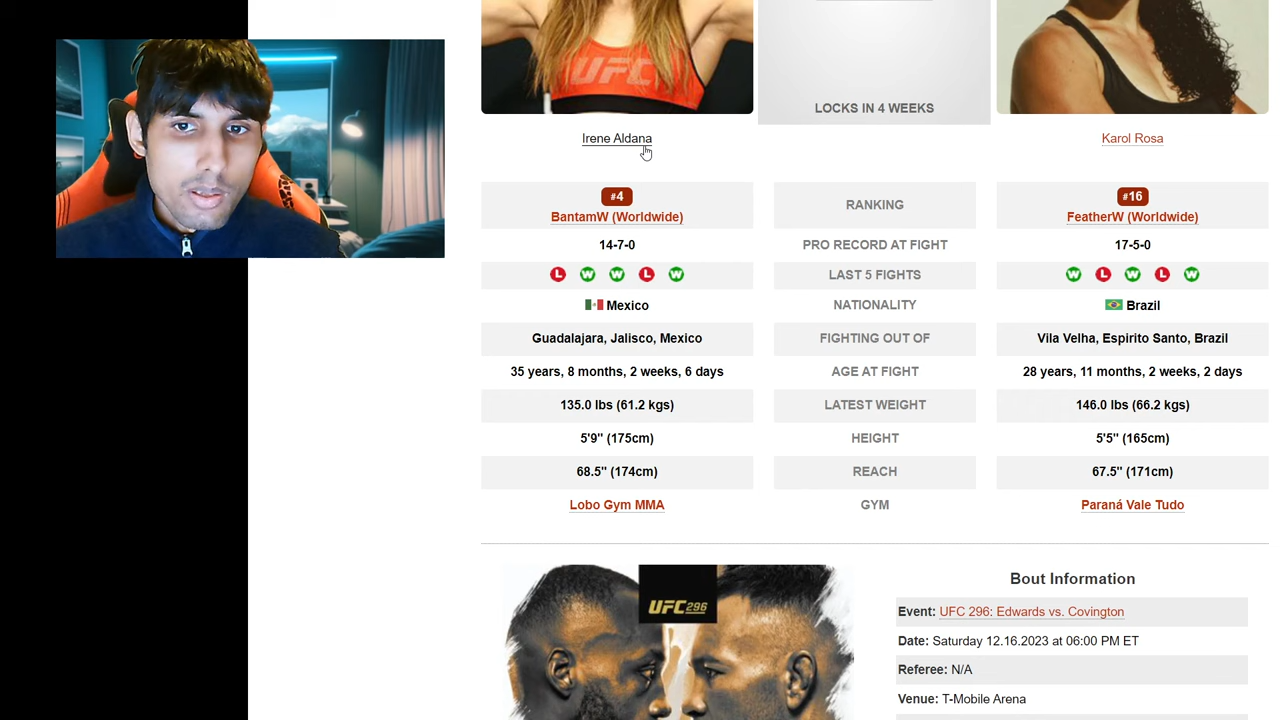 UFC
LOCKS IN 4 WEEKS
Irene Aldana
Karol Rosa
#4
BantamW (Worldwide)
RANKING
#16
FeatherW (Worldwide)
14-7-0
PRO RECORD AT FIGHT
17-5-0
L W W L W
LAST 5 FIGHTS
W L W L W
Mexico
NATIONALITY
Brazil
Guadalajara, Jalisco, Mexico
FIGHTING OUT OF
Vila Velha, Espirito Santo, Brazil
35 years, 8 months, 2 weeks, 6 days
AGE AT FIGHT
28 years, 11 months, 2 weeks, 2 days
135.0 lbs (61.2 kgs)
LATEST WEIGHT
146.0 lbs (66.2 kgs)
5'9" (175cm)
HEIGHT
5'5" (165cm)
68.5" (174cm)
REACH
67.5" (171cm)
Lobo Gym MMA
GYM
Paraná Vale Tudo
UFC 296
Bout Information
Event: UFC 296: Edwards vs. Covington
Date: Saturday 12.16.2023 at 06:00 PM ET
Referee: N/A
Venue: T-Mobile Arena